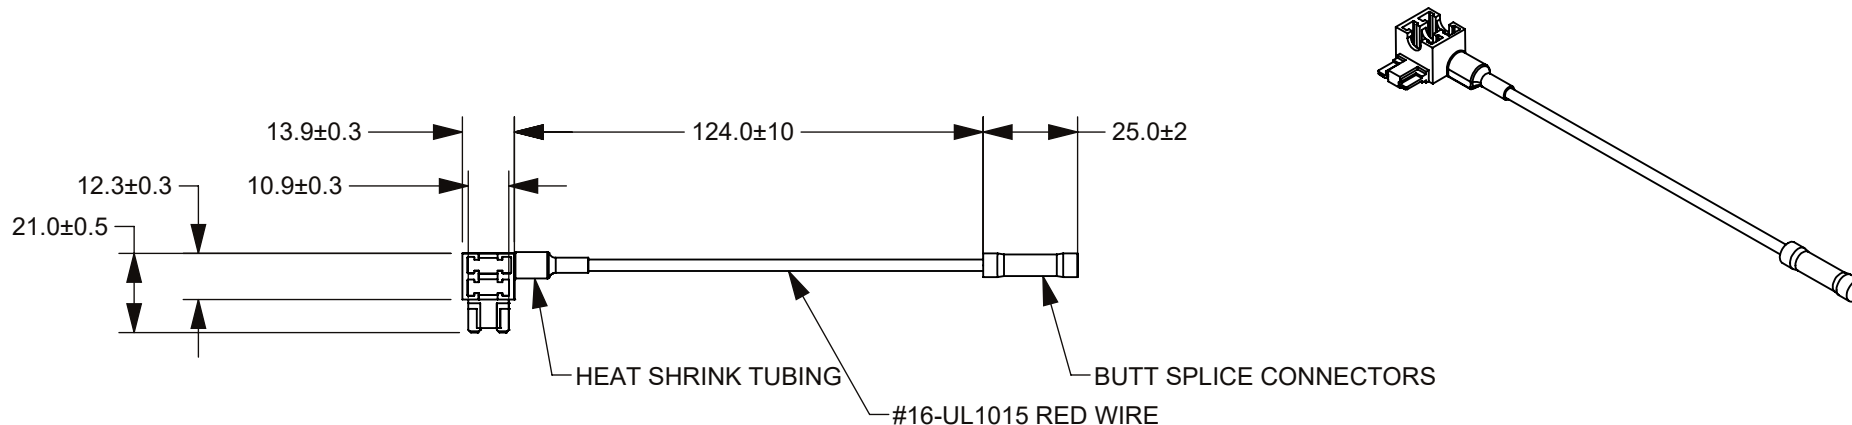 13.9±0.3
124.0±10
25.0±2
12.3±0.3
10.9±0.3
21.0±0.5
HEAT SHRINK TUBING
BUTT SPLICE CONNECTORS
#16-UL1015 RED WIRE